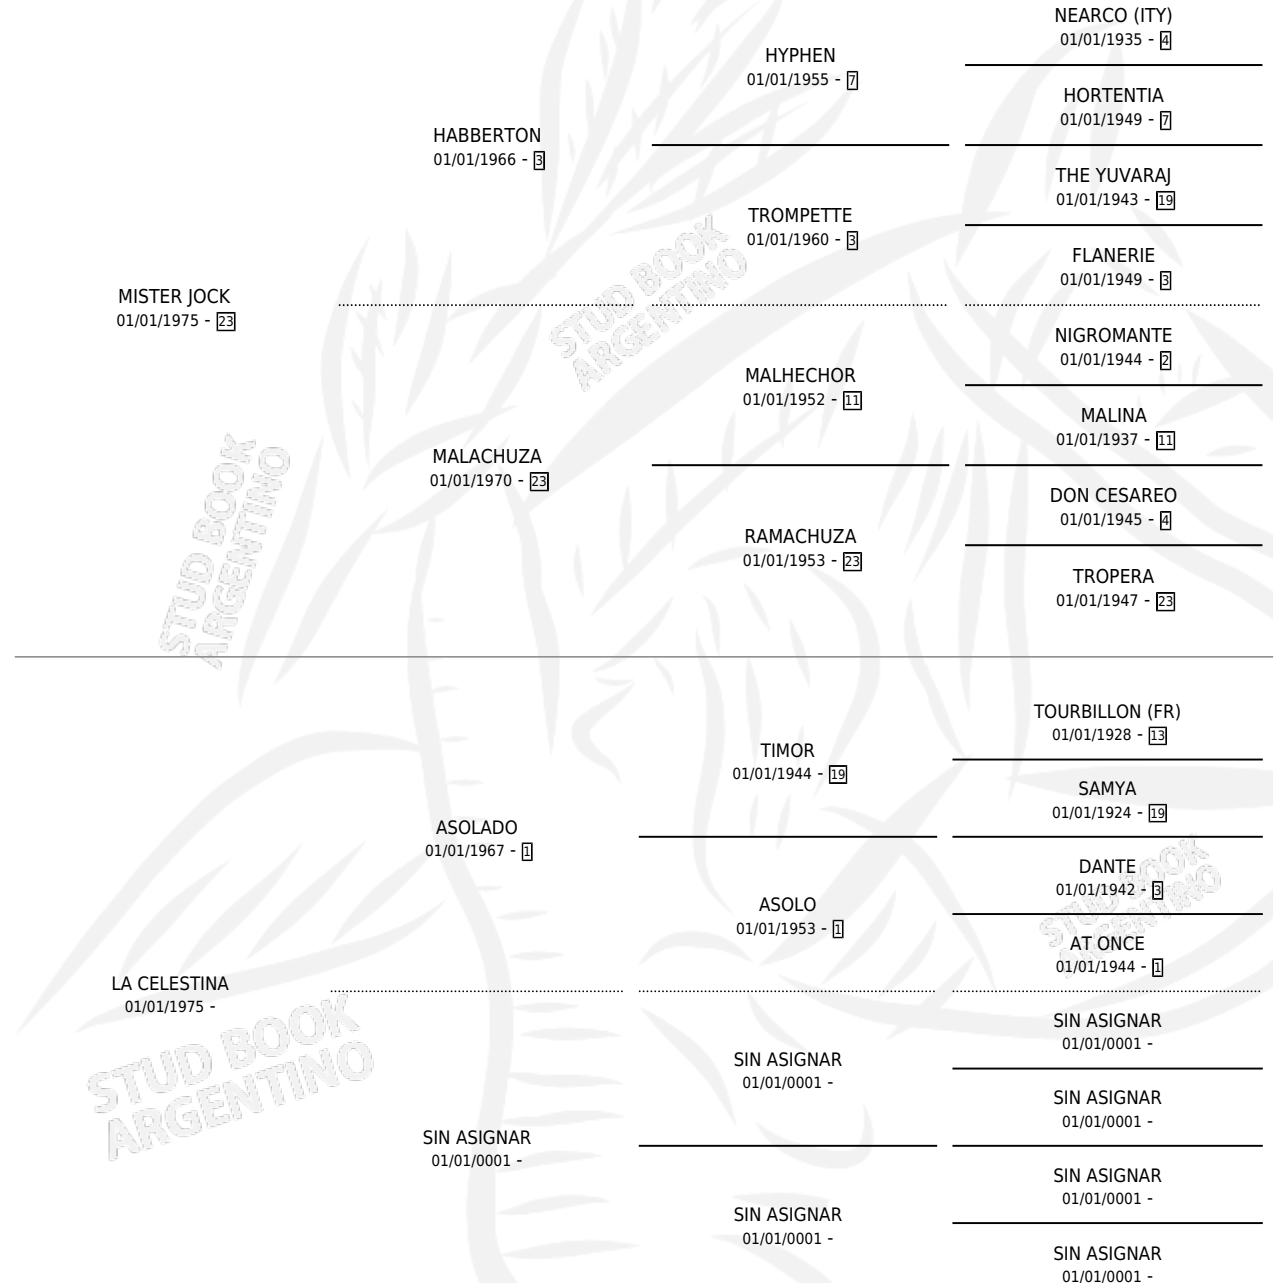 NEARCO (ITY)
01/01/1935 - 4
HYPHEN
01/01/1955 - 7
HORTENTIA
01/01/1949 - 7
HABBERTON
01/01/1966 - 3
THE YUVARAJ
01/01/1943 - 19
TROMPETTE
01/01/1960 - 3
FLANERIE
01/01/1949 - 3
MISTER JOCK
01/01/1975 - 23
NIGROMANTE
01/01/1944 - 2
MALHECHOR
01/01/1952 - 11
MALINA
01/01/1937 - 11
MALACHUZA
01/01/1970 - 23
DON CESAREO
01/01/1945 - 4
RAMACHUZA
01/01/1953 - 23
TROPERA
01/01/1947 - 23
TOURBILLON (FR)
01/01/1928 - 13
TIMOR
01/01/1944 - 19
SAMYA
01/01/1924 - 19
ASOLADO
01/01/1967 - 1
DANTE
01/01/1942 - 3
ASOLO
01/01/1953 - 1
AT ONCE
01/01/1944 - 1
LA CELESTINA
01/01/1975 -
SIN ASIGNAR
01/01/0001 -
SIN ASIGNAR
01/01/0001 -
SIN ASIGNAR
01/01/0001 -
SIN ASIGNAR
01/01/0001 -
SIN ASIGNAR
01/01/0001 -
SIN ASIGNAR
01/01/0001 -
SIN ASIGNAR
01/01/0001 -
STUD BOOK
ARGENTINO
STUD BOOK
ARGENTINO
STUD BOOK
ARGENTINO
STUD BOOK
ARGENTINO